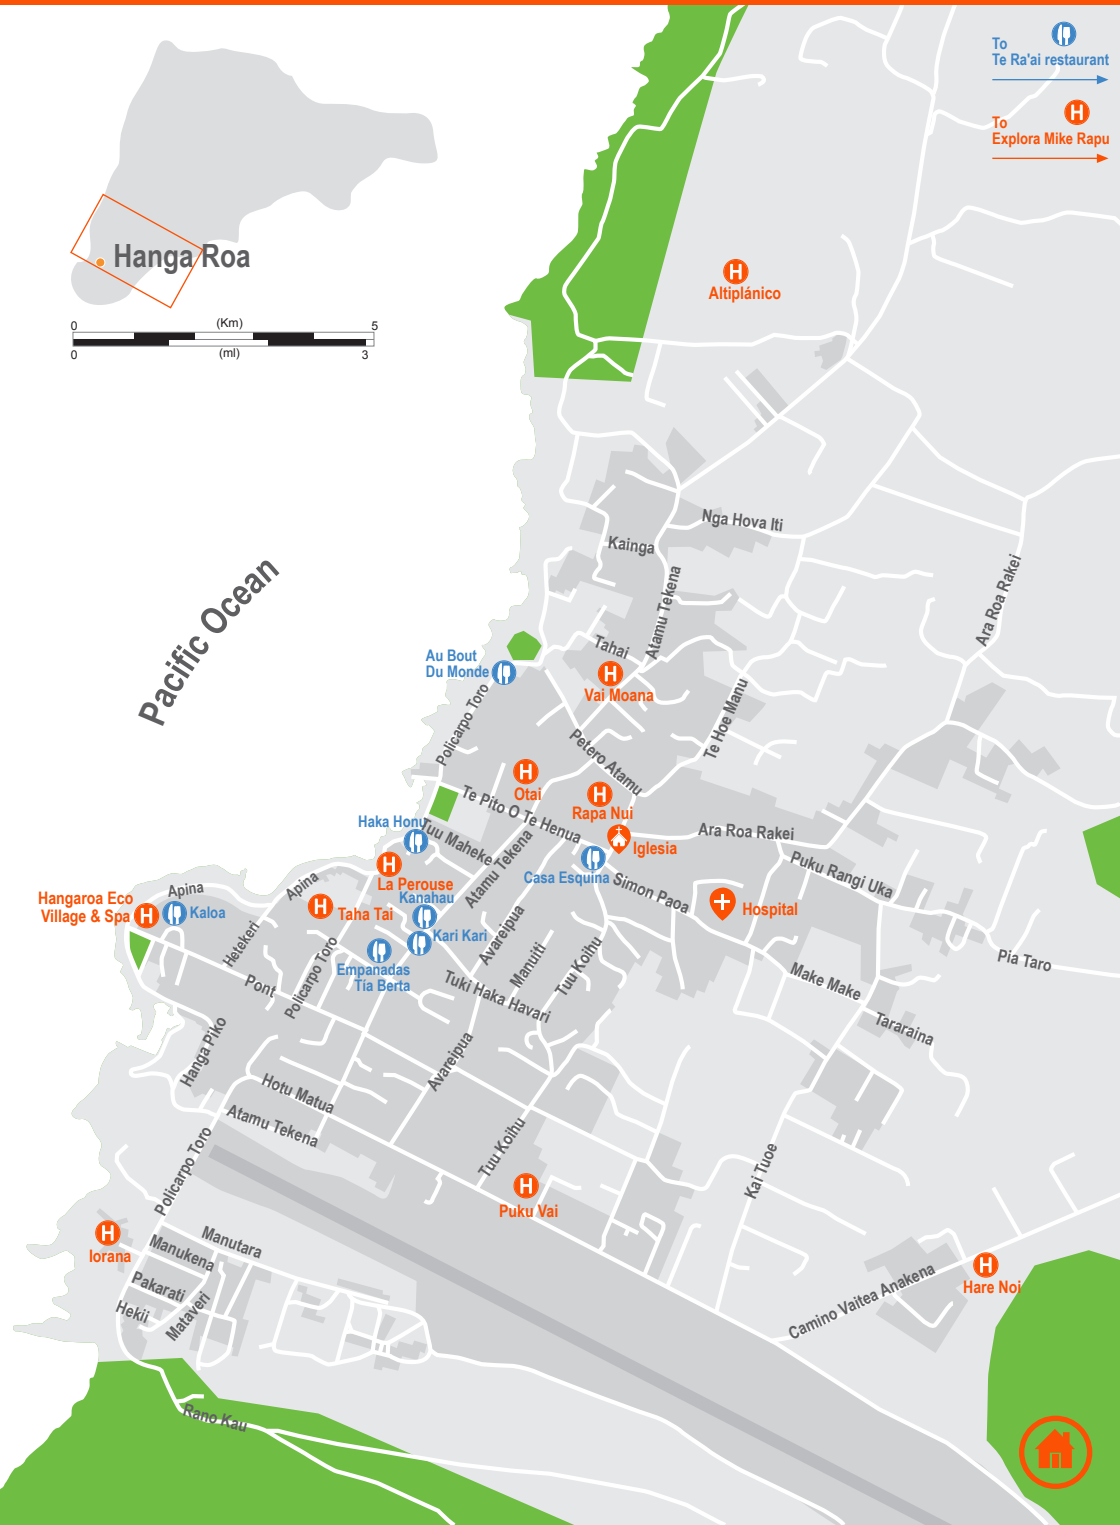 To
Te Ra'ai restaurant
H
To
Explora Mike Rapu
Hanga Roa
0 (Km) 5
0 (ml) 3
H
Altiplánico
Nga Hova Iti
Kainga
Atamu Tekena
Ara Roa Rakei
Pacific Ocean
Tahai
Au Bout
Du Monde
H
Vai Moana
Policarpo Toro
Te Hoe Manu
Petero Atamu
H
Otai
H
Rapa Nui
Te Pito O Te Henua
Haka Honu
Tuu Maheke
Atamu Tekena
Ara Roa Rakei
Iglesia
Casa Esquina
Simon Paoa
Puku Rangi Uka
H
La Perouse
Kanahau
Apina
Apina
Hangaroa Eco
Village & Spa
H
Kaloa
H
Taha Tai
Hospital
Kari Kari
Hetekeri
Policarpo Toro
Empanadas
Tía Berta
Avareipua
Manuiti
Tuu Koihu
Pia Taro
Pont
Tuki Haka Havari
Make Make
Tararaina
Hanga Piko
Avareipua
Hotu Matua
Atamu Tekena
Tuu Koihu
Kai Tuoe
Policarpo Toro
H
Puku Vai
H
Iorana
Manutara
Manukena
Pakarati
Hekii
Mataveri
H
Hare Noi
Camino Vaitea Anakena
Rano Kau